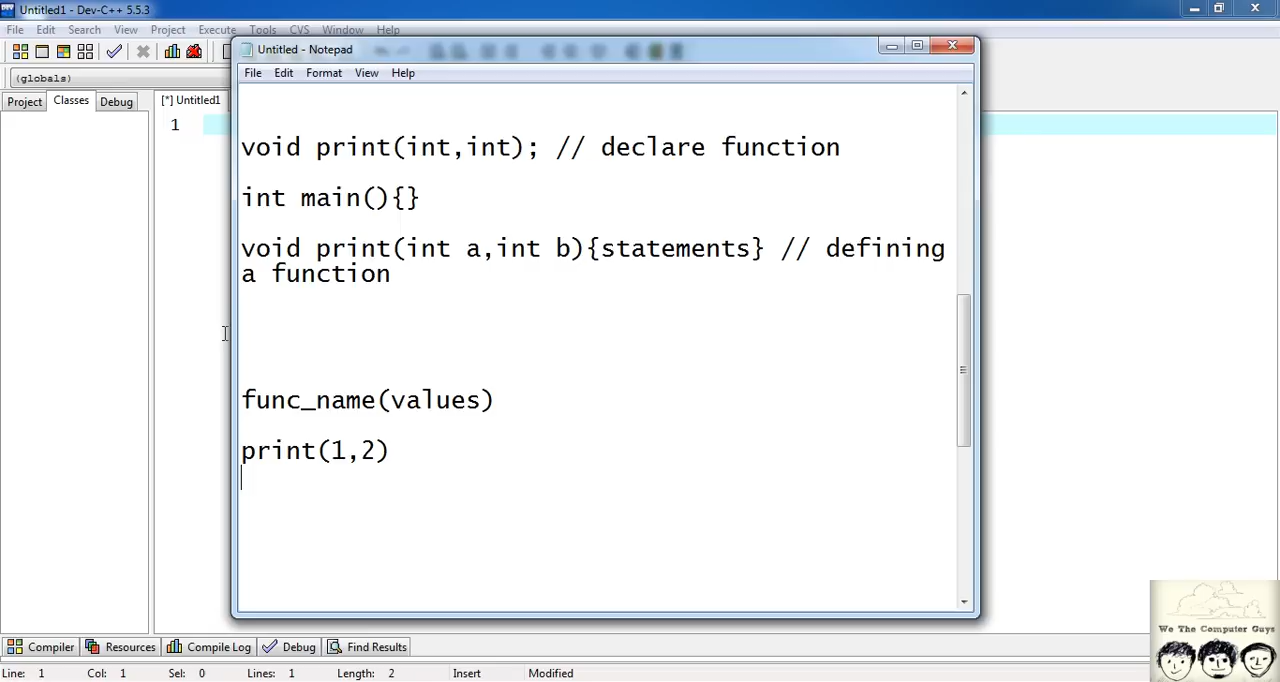 Untitled1 - Dev-C++ 5.5.3
File Edit Search View Project Execute Tools CVS Window Help
(globals)
Project Classes Debug
[*] Untitled1
1
Untitled - Notepad
File Edit Format View Help
void print(int,int); // declare function
int main(){}
void print(int a,int b){statements} // defining
a function
func_name(values)
print(1,2)
We The Computer Guys
Compiler Resources Compile Log Debug Find Results
Line: 1 Col: 1 Sel: 0 Lines: 1 Length: 2 Insert Modified